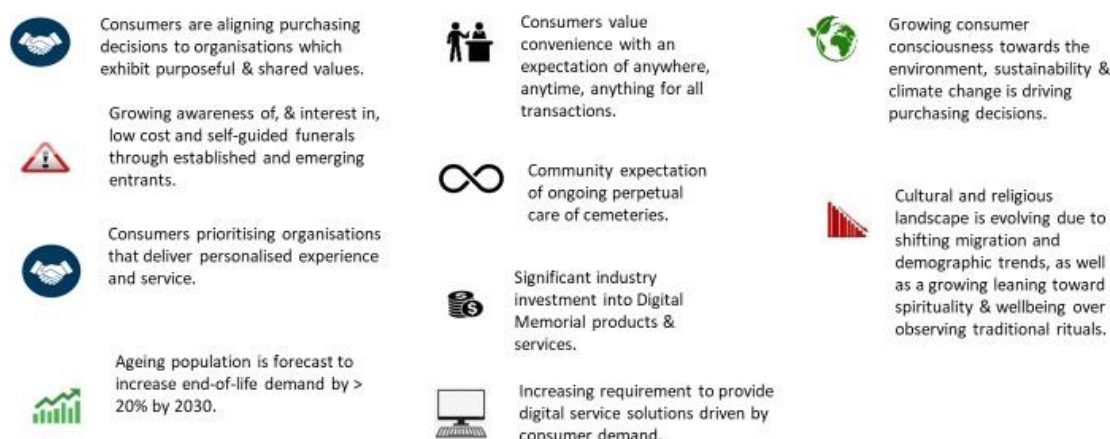 Consumers are aligning purchasing
decisions to organisations which
exhibit purposeful & shared values.
Growing awareness of, & interest in,
low cost and self-guided funerals
through established and emerging
entrants.
Consumers prioritising organisations
that deliver personalised experience
and service.
Ageing population is forecast to
increase end-of-life demand by >
20% by 2030.
Consumers value
convenience with an
expectation of anywhere,
anytime, anything for all
transactions.
Community expectation
of ongoing perpetual
care of cemeteries.
Significant industry
investment into Digital
Memorial products &
services.
Increasing requirement to provide
digital service solutions driven by
consumer demand.
Growing consumer
consciousness towards the
environment, sustainability &
climate change is driving
purchasing decisions.
Cultural and religious
landscape is evolving due to
shifting migration and
demographic trends, as well
as a growing leaning toward
spirituality & wellbeing over
observing traditional rituals.